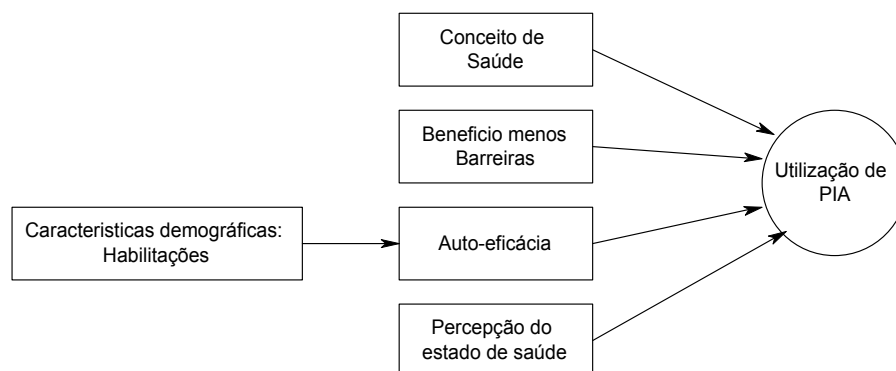 Conceito de
Saúde
Beneficio menos
Barreiras
Utilização de
PIA
Caracteristicas demográficas:
Habilitações
Auto-eficácia
Percepção do
estado de saúde